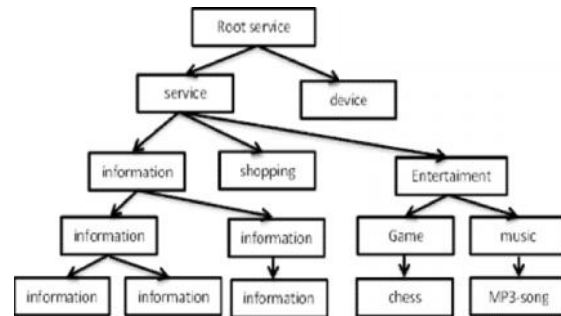 Root service
service
device
information
shopping
Entertaiment
information
information
Game
music
information
information
information
chess
MP3-song